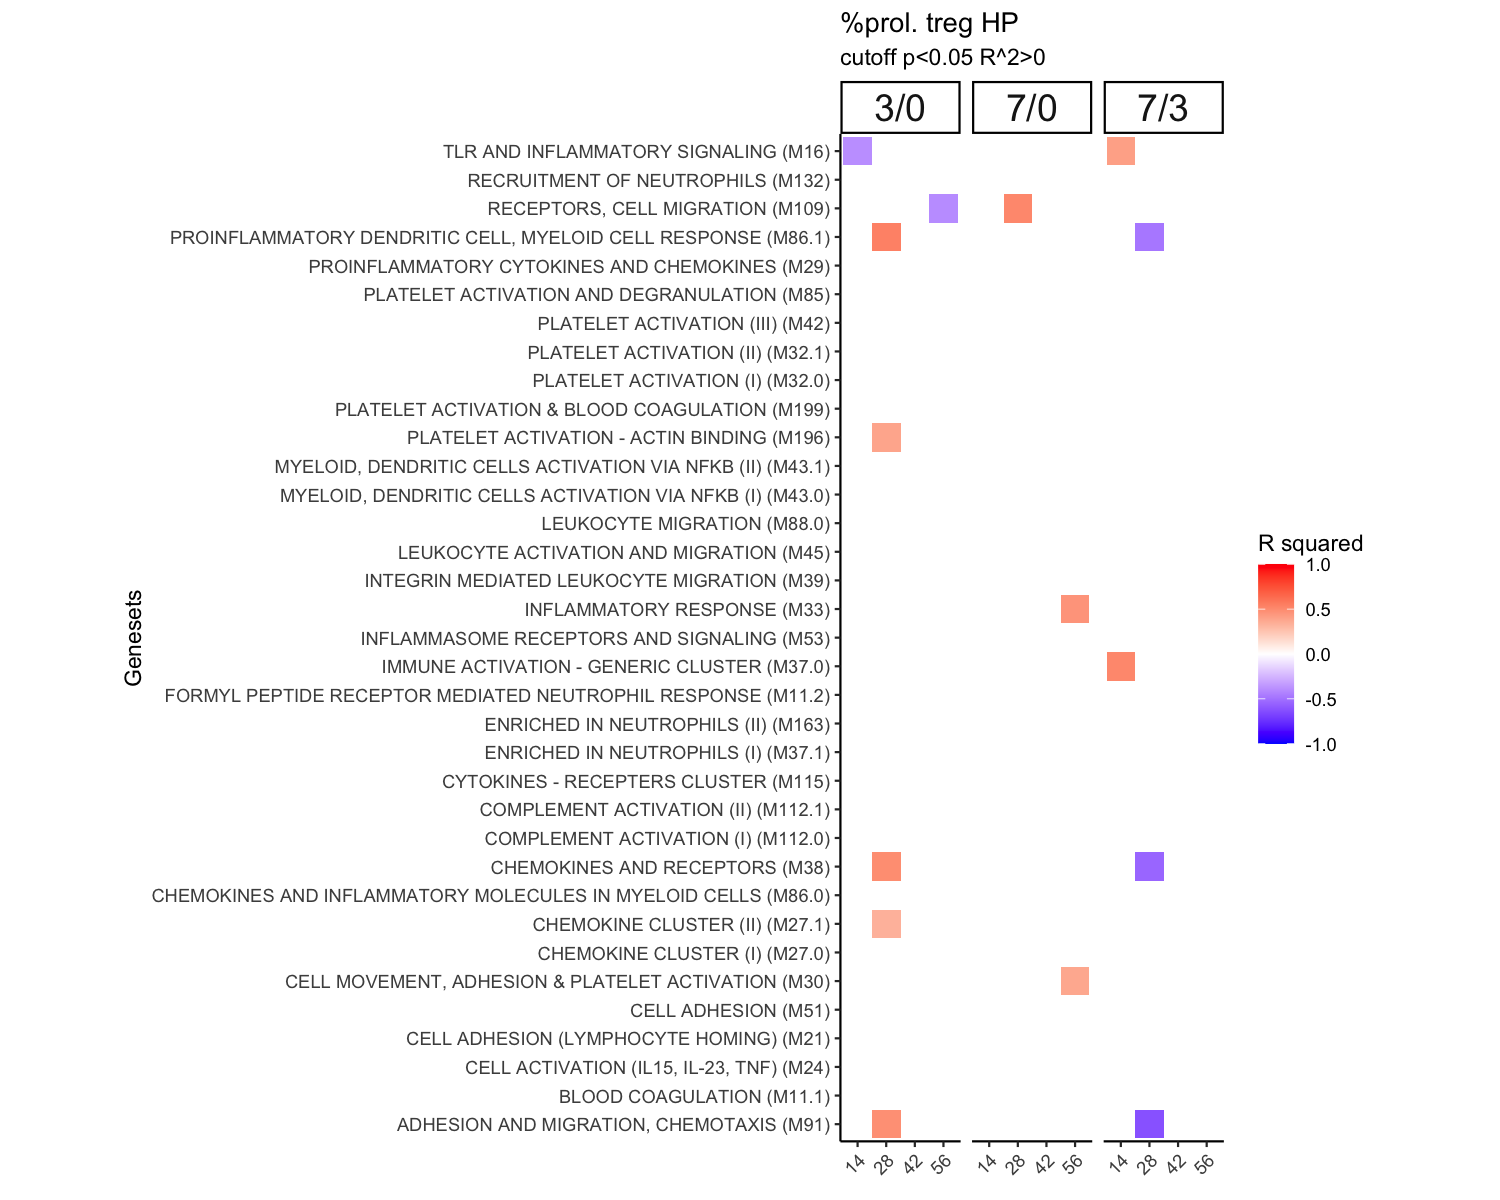 %prol. treg HP
cutoff p<0.05 R^2>0
3/0 7/0 7/3
TLR AND INFLAMMATORY SIGNALING (M16)
RECRUITMENT OF NEUTROPHILS (M132)
RECEPTORS, CELL MIGRATION (M109)
PROINFLAMMATORY DENDRITIC CELL, MYELOID CELL RESPONSE (M86.1)
PROINFLAMMATORY CYTOKINES AND CHEMOKINES (M29)
PLATELET ACTIVATION AND DEGRANULATION (M85)
PLATELET ACTIVATION (III) (M42)
PLATELET ACTIVATION (II) (M32.1)
PLATELET ACTIVATION (I) (M32.0)
PLATELET ACTIVATION & BLOOD COAGULATION (M199)
PLATELET ACTIVATION - ACTIN BINDING (M196)
MYELOID, DENDRITIC CELLS ACTIVATION VIA NFKB (II) (M43.1)
MYELOID, DENDRITIC CELLS ACTIVATION VIA NFKB (I) (M43.0)
LEUKOCYTE MIGRATION (M88.0)
LEUKOCYTE ACTIVATION AND MIGRATION (M45)
INTEGRIN MEDIATED LEUKOCYTE MIGRATION (M39)
INFLAMMATORY RESPONSE (M33)
INFLAMMASOME RECEPTORS AND SIGNALING (M53)
IMMUNE ACTIVATION - GENERIC CLUSTER (M37.0)
FORMYL PEPTIDE RECEPTOR MEDIATED NEUTROPHIL RESPONSE (M11.2)
ENRICHED IN NEUTROPHILS (II) (M163)
ENRICHED IN NEUTROPHILS (I) (M37.1)
CYTOKINES - RECEPTERS CLUSTER (M115)
COMPLEMENT ACTIVATION (II) (M112.1)
COMPLEMENT ACTIVATION (I) (M112.0)
CHEMOKINES AND RECEPTORS (M38)
CHEMOKINES AND INFLAMMATORY MOLECULES IN MYELOID CELLS (M86.0)
CHEMOKINE CLUSTER (II) (M27.1)
CHEMOKINE CLUSTER (I) (M27.0)
CELL MOVEMENT, ADHESION & PLATELET ACTIVATION (M30)
CELL ADHESION (M51)
CELL ADHESION (LYMPHOCYTE HOMING) (M21)
CELL ACTIVATION (IL15, IL-23, TNF) (M24)
BLOOD COAGULATION (M11.1)
ADHESION AND MIGRATION, CHEMOTAXIS (M91)
Genesets
14 28 42 56 14 28 42 56 14 28 42 56
R squared
1.0
0.5
0.0
-0.5
-1.0